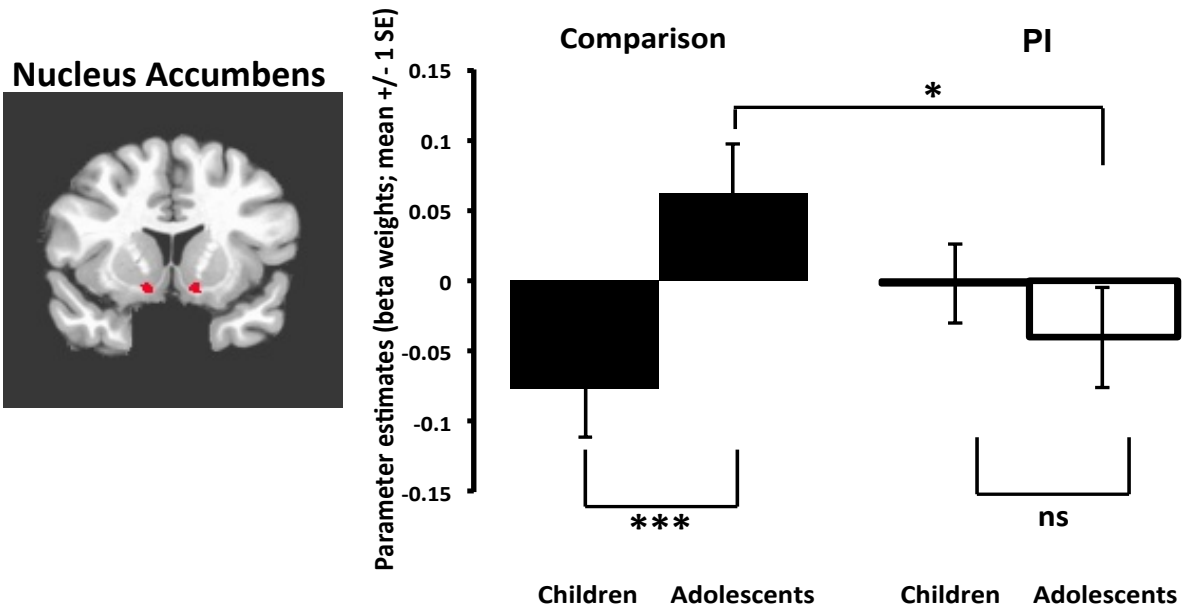 Nucleus Accumbens
Parameter estimates (beta weights; mean +/- 1 SE)
Comparison
PI
0.15
0.1
0.05
0
-0.05
-0.1
-0.15
*
***
ns
Children
Adolescents
Children
Adolescents